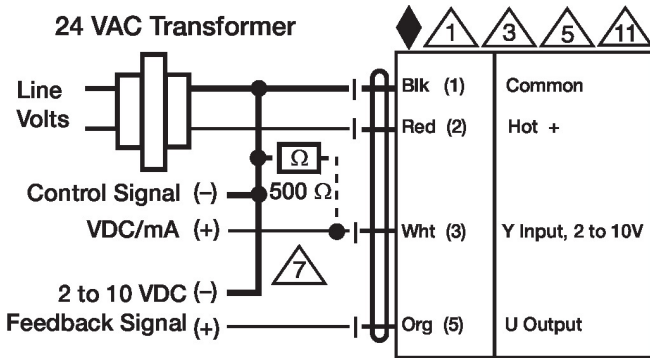 24 VAC Transformer
1 3 5 11
Line
Volts
Blk (1) Common
Red (2) Hot +
Ω
500 Ω
Control Signal (-)
VDC/mA (+)
Wht (3) Y Input, 2 to 10V
7
2 to 10 VDC (-)
Feedback Signal (+)
Org (5) U Output